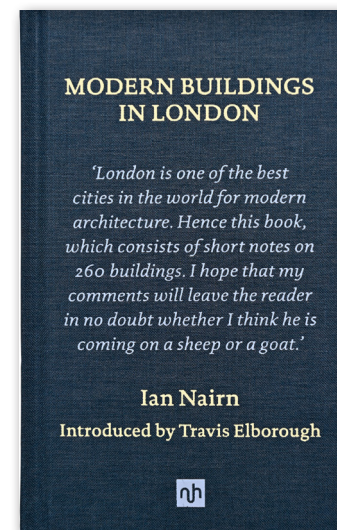 MODERN BUILDINGS
IN LONDON
‘London is one of the best
cities in the world for modern
architecture. Hence this book,
which consists of short notes on
260 buildings. I hope that my
comments will leave the reader
in no doubt whether I think he is
coming on a sheep or a goat.’
Ian Nairn
Introduced by Travis Elborough
nh